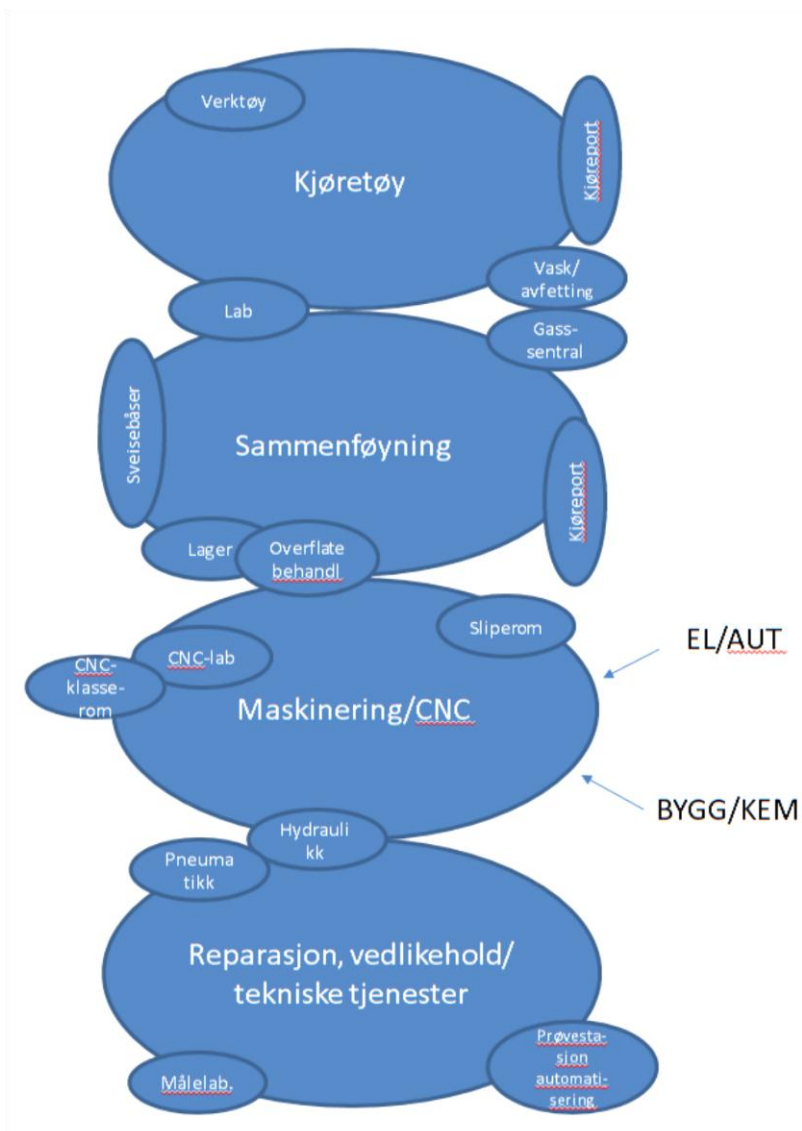 Verktøy
Kjøretøy
Kjøreport
Vask/
avfetting
Lab
Gass-
sentral
Sveisebåser
Sammenføyning
Kjøreport
Lager
Overflate
behandl
Sliperom
EL/AUT
CNC-lab
CNC-
klasse-
rom
Maskinering/CNC
BYGG/KEM
Hydrauli
kk
Pneuma
tikk
Reparasjon, vedlikehold/
tekniske tjenester
Målelab.
Prøvesta-
sjon
automati-
sering